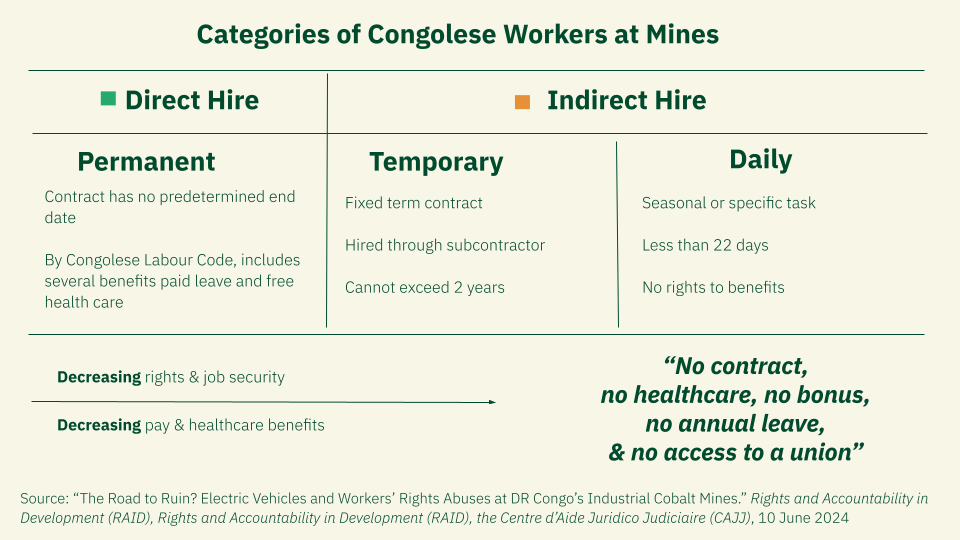 Categories of Congolese Workers at Mines
Direct Hire
Indirect Hire
Permanent
Contract has no predetermined end
date
By Congolese Labour Code, includes
several benefits paid leave and free
health care
Temporary
Fixed term contract
Hired through subcontractor
Cannot exceed 2 years
Daily
Seasonal or specific task
Less than 22 days
No rights to benefits
Decreasing rights & job security
Decreasing pay & healthcare benefits
“No contract,
no healthcare, no bonus,
no annual leave,
& no access to a union”
Source: “The Road to Ruin? Electric Vehicles and Workers’ Rights Abuses at DR Congo’s Industrial Cobalt Mines.” Rights and Accountability in
Development (RAID), Rights and Accountability in Development (RAID), the Centre d’Aide Juridico Judiciaire (CAJJ), 10 June 2024